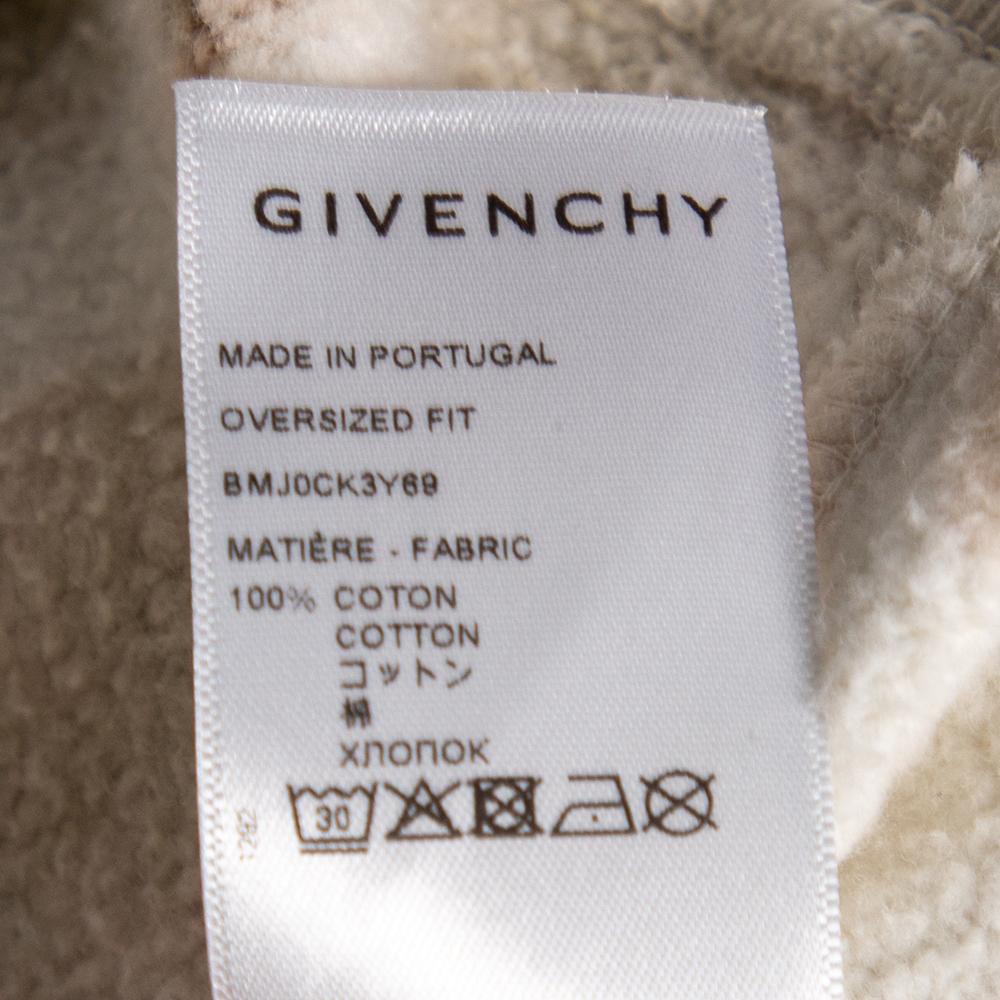 GIVENCHY
MADE IN PORTUGAL
OVERSIZED FIT
BMJ0CK3Y69
MATIÈRE - FABRIC
100% COTON
COTTON
コットン
棉
ХЛОПОК
30
1292